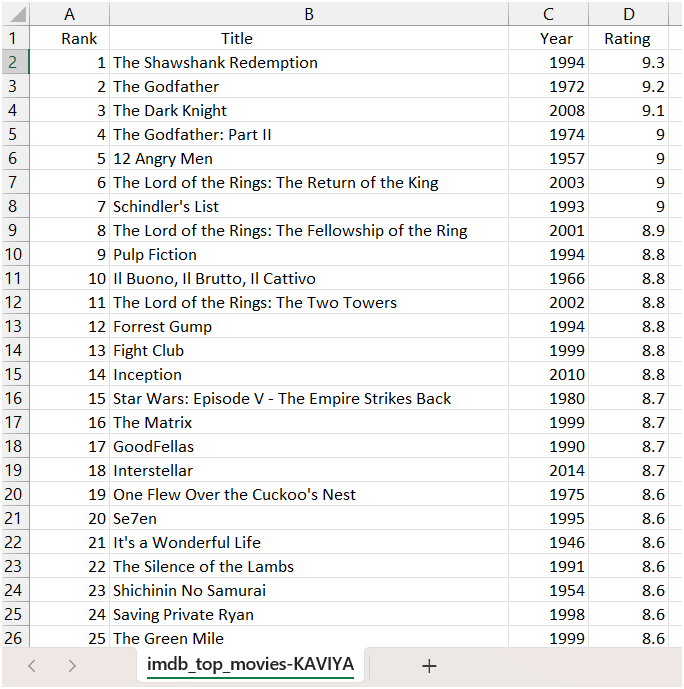 A B C D
1 Rank Title Year Rating
2 1 The Shawshank Redemption 1994 9.3
3 2 The Godfather 1972 9.2
4 3 The Dark Knight 2008 9.1
5 4 The Godfather: Part II 1974 9
6 5 12 Angry Men 1957 9
7 6 The Lord of the Rings: The Return of the King 2003 9
8 7 Schindler's List 1993 9
9 8 The Lord of the Rings: The Fellowship of the Ring 2001 8.9
10 9 Pulp Fiction 1994 8.8
11 10 Il Buono, Il Brutto, Il Cattivo 1966 8.8
12 11 The Lord of the Rings: The Two Towers 2002 8.8
13 12 Forrest Gump 1994 8.8
14 13 Fight Club 1999 8.8
15 14 Inception 2010 8.8
16 15 Star Wars: Episode V - The Empire Strikes Back 1980 8.7
17 16 The Matrix 1999 8.7
18 17 GoodFellas 1990 8.7
19 18 Interstellar 2014 8.7
20 19 One Flew Over the Cuckoo's Nest 1975 8.6
21 20 Se7en 1995 8.6
22 21 It's a Wonderful Life 1946 8.6
23 22 The Silence of the Lambs 1991 8.6
24 23 Shichinin No Samurai 1954 8.6
25 24 Saving Private Ryan 1998 8.6
26 25 The Green Mile 1999 8.6
imdb_top_movies-KAVIYA